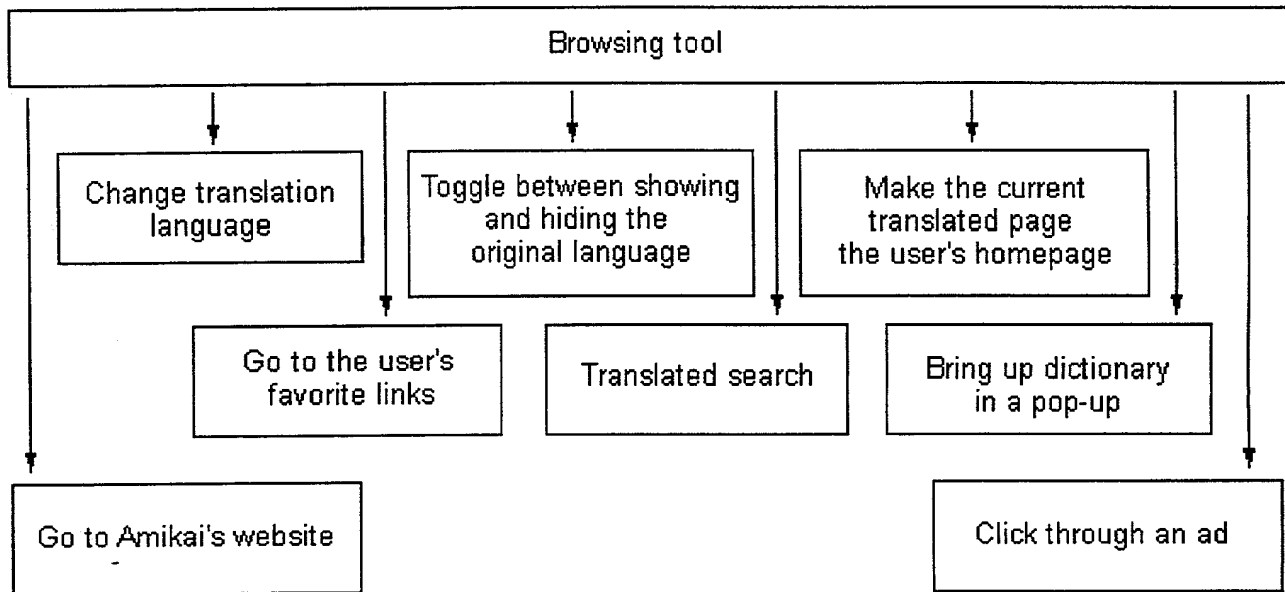 Browsing tool
Change translation
language
Toggle between showing
and hiding the
original language
Make the current
translated page
the user's homepage
Go to the user's
favorite links
Translated search
Bring up dictionary
in a pop-up
Go to Amikai's website
Click through an ad